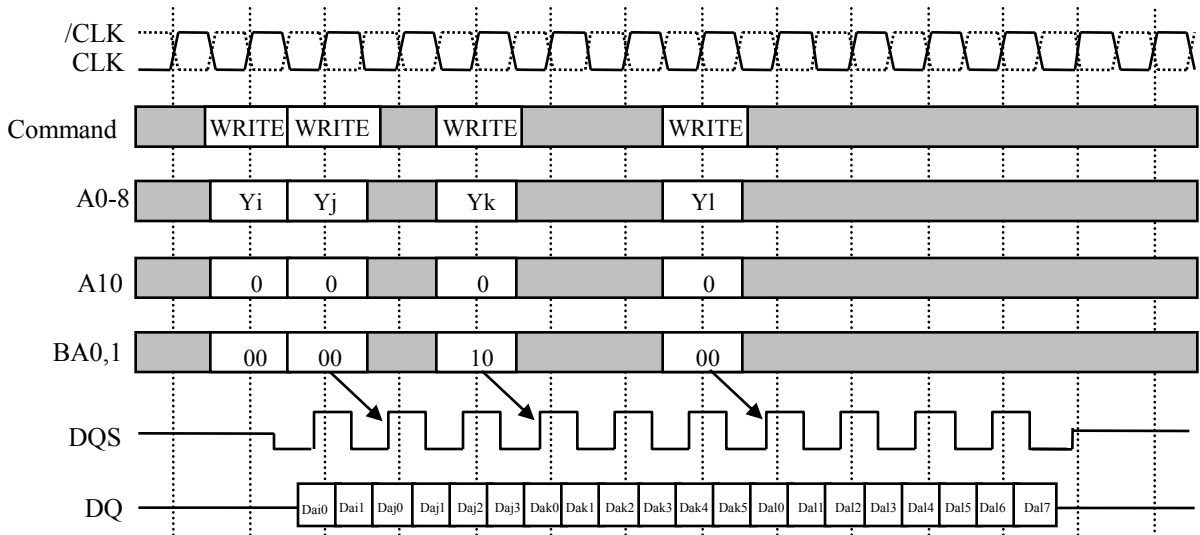 /CLK
CLK
Command WRITE WRITE WRITE WRITE
A0-8 Yi Yj Yk Yl
A10 0 0 0 0
BA0,1 00 00 10 00
DQS
DQ Dai0 Dai1 Daj0 Daj1 Daj2 Daj3 Dak0 Dak1 Dak2 Dak3 Dak4 Dak5 Dal0 Dal1 Dal2 Dal3 Dal4 Dal5 Dal6 Dal7